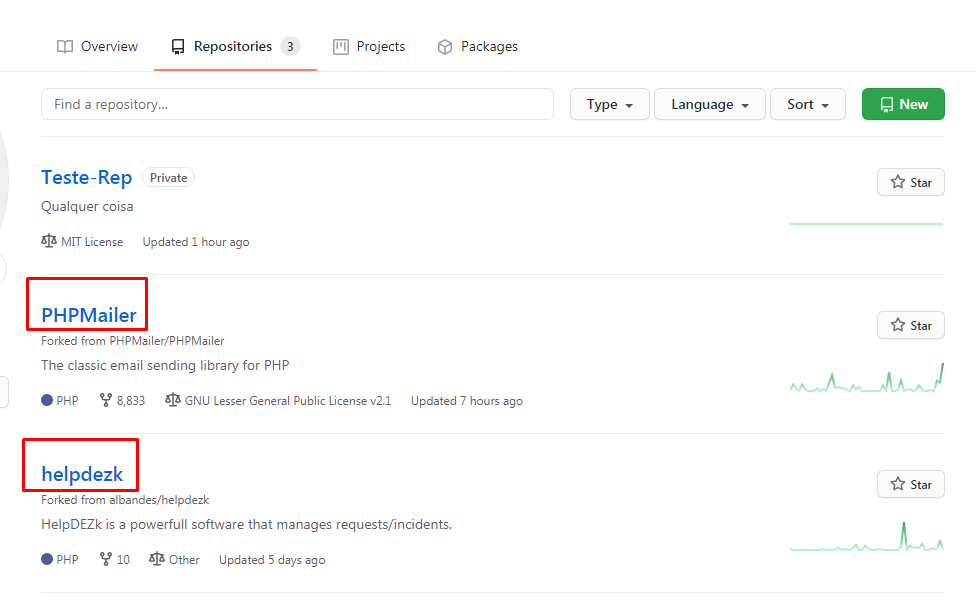 Overview Repositories 3 Projects Packages
Find a repository... Type Language Sort New
Teste-Rep Private Star
Qualquer coisa
MIT License Updated 1 hour ago
PHPMailer Star
Forked from PHPMailer/PHPMailer
The classic email sending library for PHP
PHP 8,833 GNU Lesser General Public License v2.1 Updated 7 hours ago
helpdezk Star
Forked from albandes/helpdezk
HelpDEZk is a powerfull software that manages requests/incidents.
PHP 10 Other Updated 5 days ago